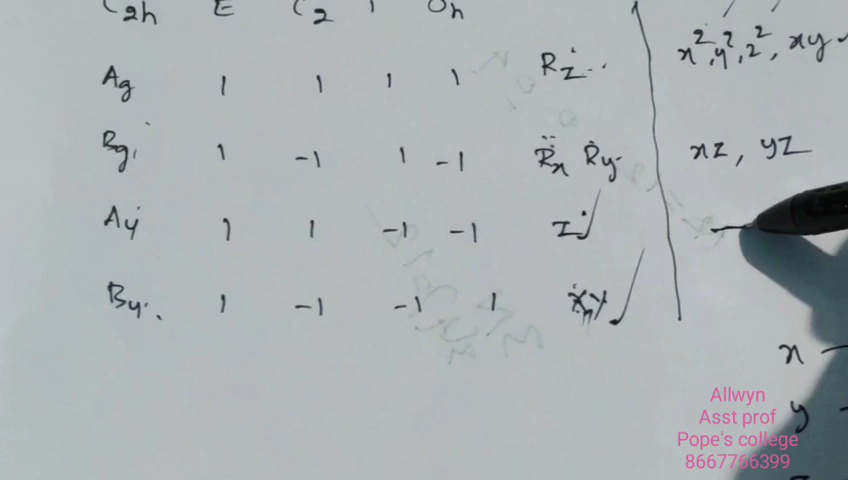 C2h E C2 i σh
Ag 1 1 1 1 Rz x², y², z², xy
Bg 1 -1 1 -1 Rx Ry xz, yz
Au 1 1 -1 -1 z ✓ —
Bu 1 -1 -1 1 x, y ✓
x —
y -
Allwyn
Asst prof
Pope's college
8667766399